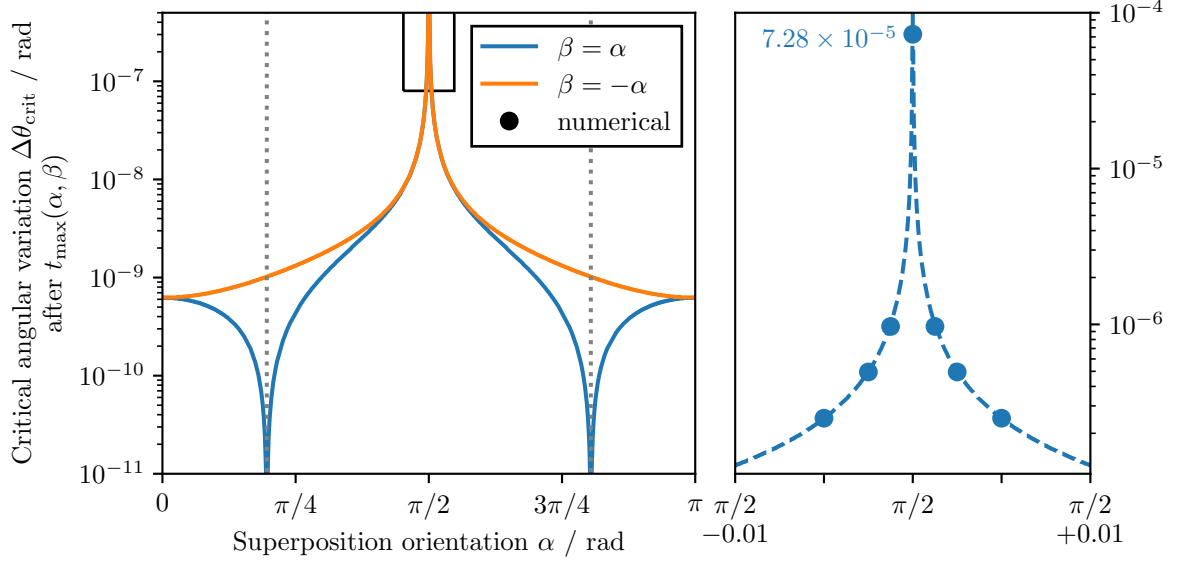 Critical angular variation Δθ_crit / rad
after t_max(α, β)
10⁻⁷
10⁻⁸
10⁻⁹
10⁻¹⁰
10⁻¹¹
β = α
β = −α
numerical
0
π/4
π/2
3π/4
π
Superposition orientation α / rad
7.28 × 10⁻⁵
10⁻⁴
10⁻⁵
10⁻⁶
π/2
−0.01
π/2
π/2
+0.01